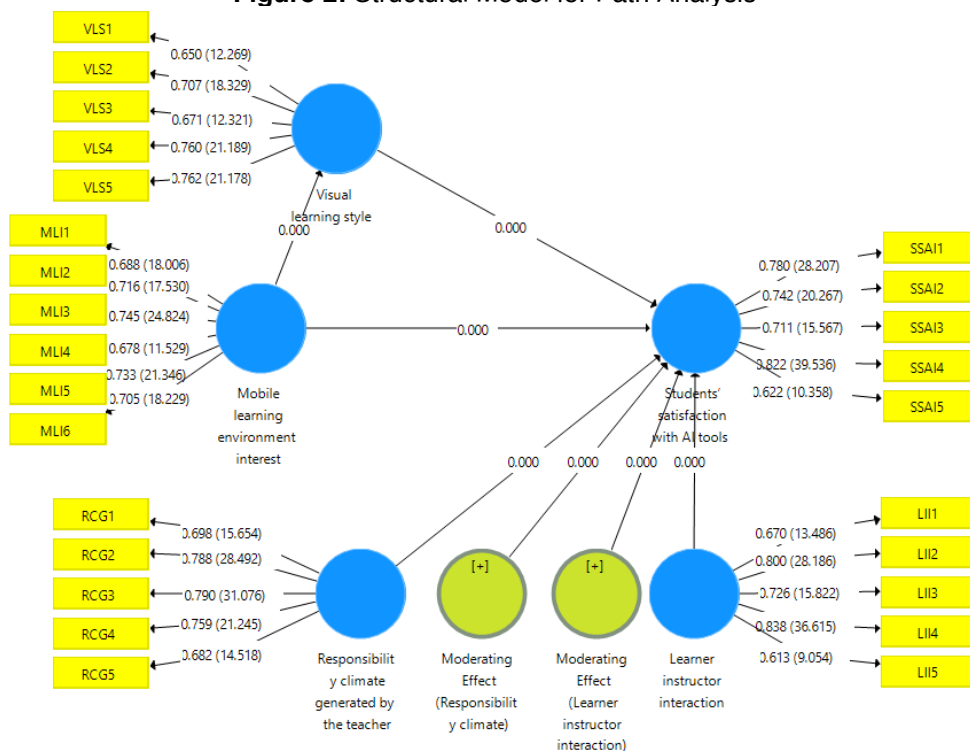 Figure 2. Structural Model for Path Analysis
VLS1
VLS2
VLS3
VLS4
VLS5
0.650 (12.269)
0.707 (18.329)
0.671 (12.321)
0.760 (21.189)
0.762 (21.178)
Visual
learning style
0.000
0.000
MLI1
MLI2
MLI3
MLI4
MLI5
MLI6
0.688 (18.006)
0.716 (17.530)
0.745 (24.824)
0.678 (11.529)
0.733 (21.346)
0.705 (18.229)
Mobile
learning
environment
interest
0.000
Students'
satisfaction
with AI tools
0.780 (28.207)
0.742 (20.267)
0.711 (15.567)
0.822 (39.536)
0.622 (10.358)
SSAI1
SSAI2
SSAI3
SSAI4
SSAI5
0.000
0.000
0.000
0.000
RCG1
RCG2
RCG3
RCG4
RCG5
0.698 (15.654)
0.788 (28.492)
0.790 (31.076)
0.759 (21.245)
0.682 (14.518)
Responsibilit
y climate
generated by
the teacher
[+]
Moderating
Effect
(Responsibilit
y climate)
[+]
Moderating
Effect
(Learner
instructor
interaction)
Learner
instructor
interaction
0.670 (13.486)
0.800 (28.186)
0.726 (15.822)
0.838 (36.615)
0.613 (9.054)
LII1
LII2
LII3
LII4
LII5